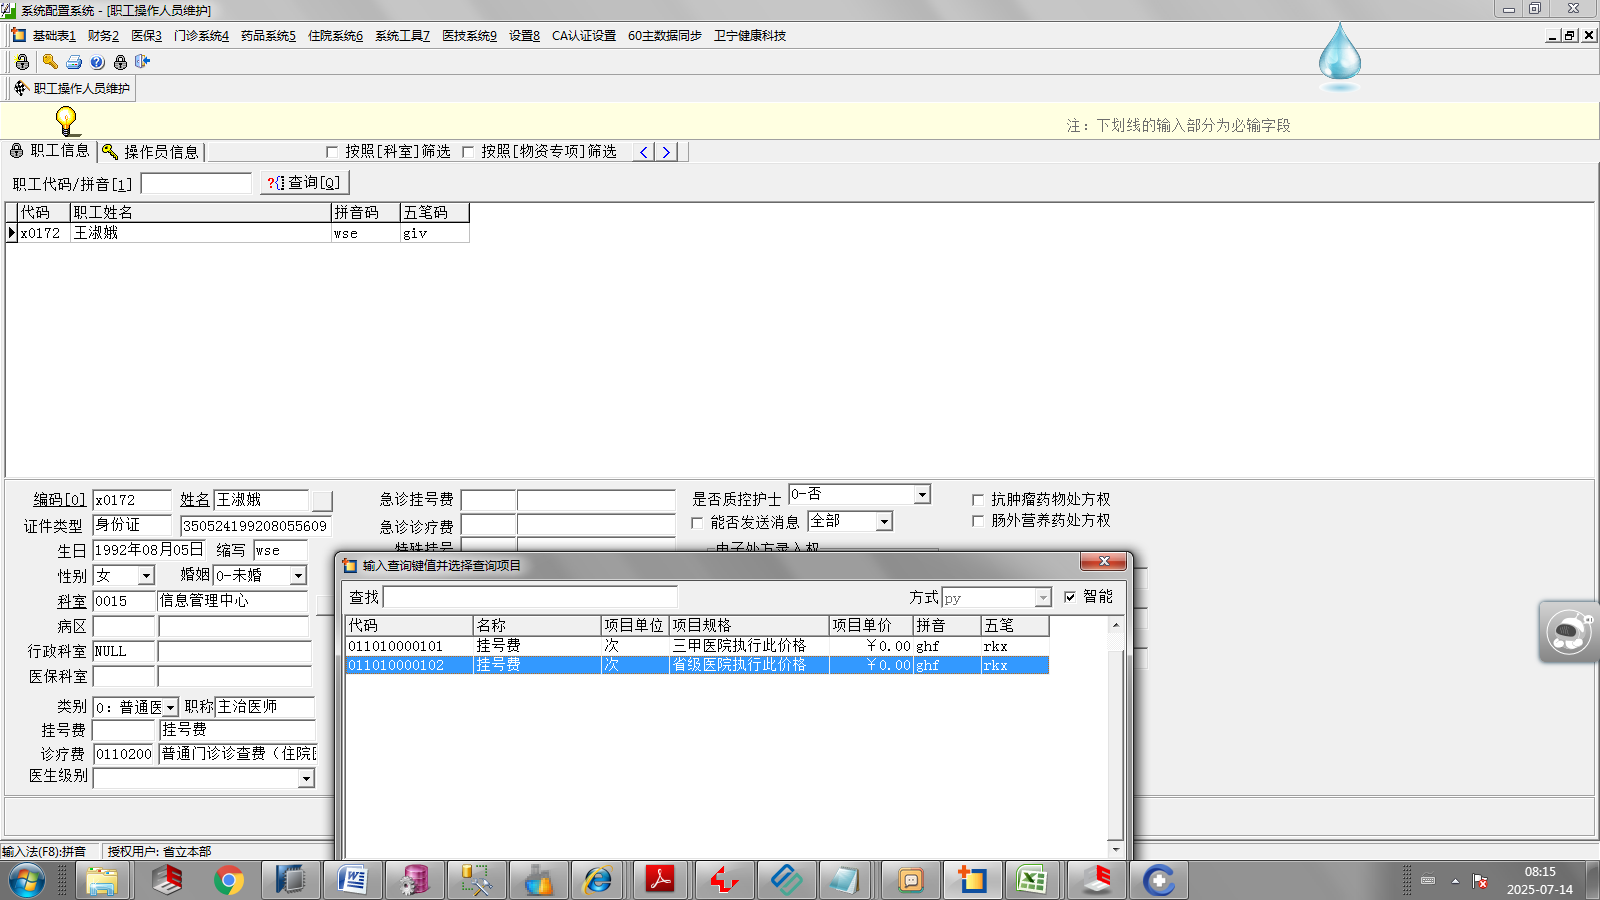 系统配置系统 - [职工操作人员维护]
基础表1 财务2 医保3 门诊系统4 药品系统5 住院系统6 系统工具7 医技系统9 设置8 CA认证设置 60主数据同步 卫宁健康科技
职工操作人员维护
注: 下划线的输入部分为必输字段
职工信息 操作员信息 按照[科室]筛选 按照[物资专项]筛选
职工代码/拼音[1] 查询[Q]
代码 职工姓名 拼音码 五笔码
x0172 王淑娥 wse giv
编码[0] x0172 姓名 王淑娥 急诊挂号费 是否质控护士 0-否 抗肿瘤药物处方权
证件类型 身份证 350524199208055609 急诊诊疗费 能否发送消息 全部 肠外营养药处方权
生日 1992年08月05日 缩写 wse 特殊挂号 电子处方录入权
性别 女 婚姻 0-未婚
科室 0015 信息管理中心
病区
行政科室 NULL
医保科室
类别 0: 普通医 职称 主治医师
挂号费 挂号费
诊疗费 0110200 普通门诊诊查费（住院医
医生级别
输入查询键值并选择查询项目
查找 方式 py 智能
代码 名称 项目单位 项目规格 项目单价 拼音 五笔
011010000101 挂号费 次 三甲医院执行此价格 ￥0.00 ghf rkx
011010000102 挂号费 次 省级医院执行此价格 ￥0.00 ghf rkx
输入法(F8):拼音 授权用户: 省立本部
08:15
2025-07-14